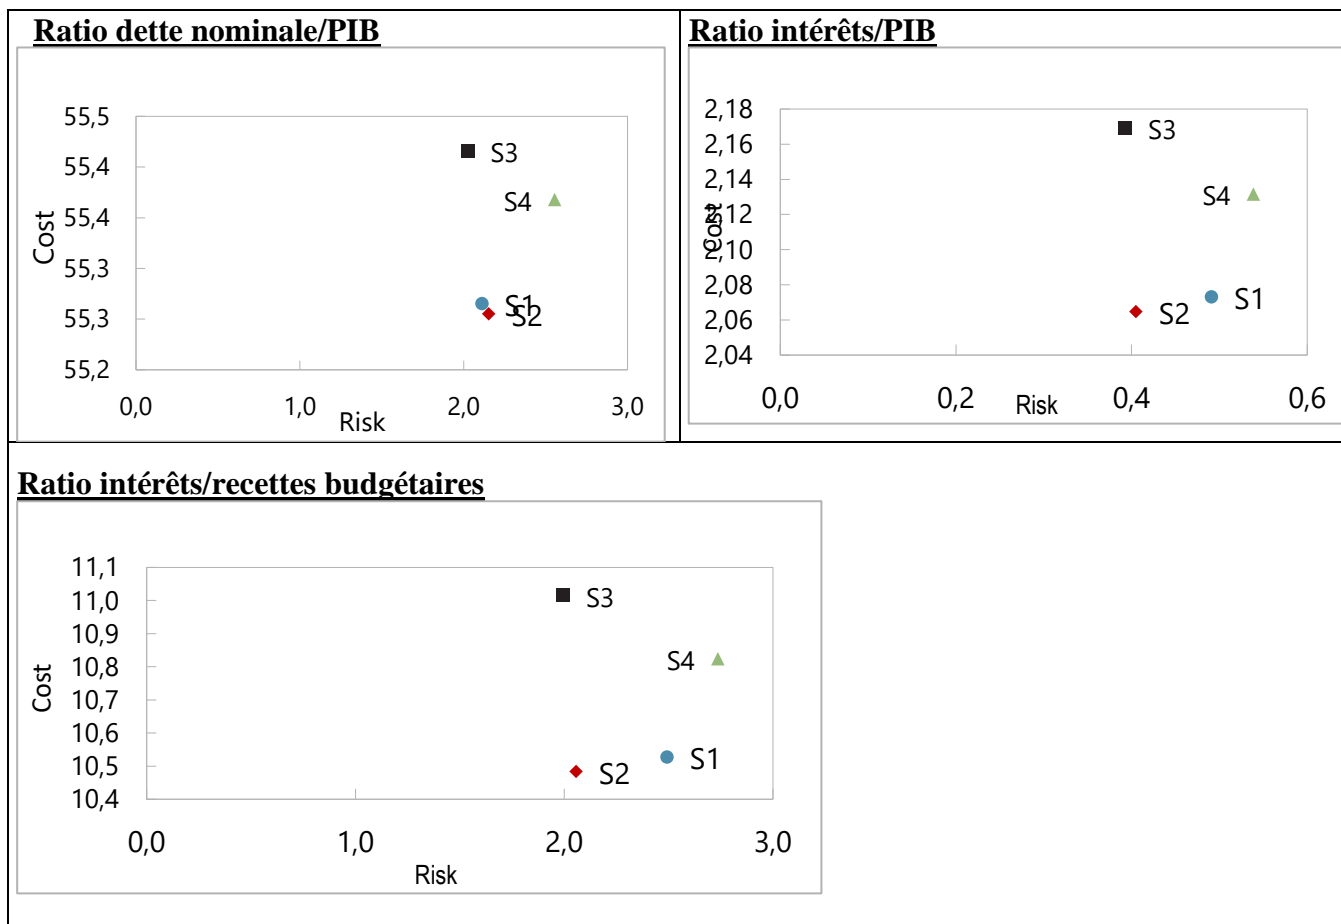 Ratio dette nominale/PIB
Cost
55,5
55,4
55,4
55,3
55,3
55,2
S3
S4
S1
S2
0,0 1,0 2,0 3,0
Risk
Ratio intérêts/PIB
Cost
2,18
2,16
2,14
2,12
2,10
2,08
2,06
2,04
S3
S4
S1
S2
0,0 0,2 0,4 0,6
Risk
Ratio intérêts/recettes budgétaires
Cost
11,1
11,0
10,9
10,8
10,7
10,6
10,5
10,4
S3
S4
S1
S2
0,0 1,0 2,0 3,0
Risk